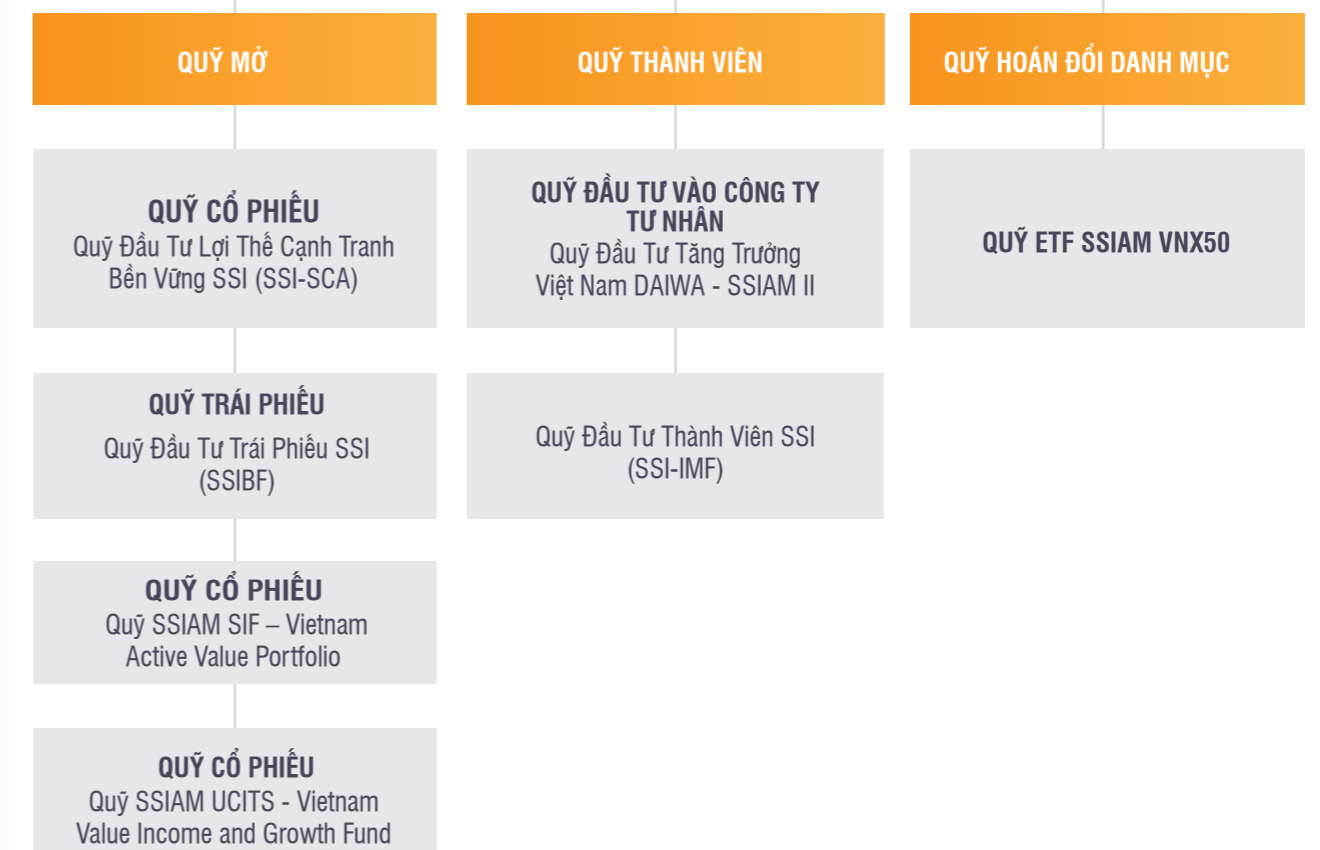 QUỸ MỞ
QUỸ CỔ PHIẾU
Quỹ Đầu Tư Lợi Thế Cạnh Tranh
Bền Vững SSI (SSI-SCA)
QUỸ TRÁI PHIẾU
Quỹ Đầu Tư Trái Phiếu SSI
(SSIBF)
QUỸ CỔ PHIẾU
Quỹ SSIAM SIF – Vietnam
Active Value Portfolio
QUỸ CỔ PHIẾU
Quỹ SSIAM UCITS - Vietnam
Value Income and Growth Fund
QUỸ THÀNH VIÊN
QUỸ ĐẦU TƯ VÀO CÔNG TY
TƯ NHÂN
Quỹ Đầu Tư Tăng Trưởng
Việt Nam DAIWA - SSIAM II
Quỹ Đầu Tư Thành Viên SSI
(SSI-IMF)
QUỸ HOÁN ĐỔI DANH MỤC
QUỸ ETF SSIAM VNX50